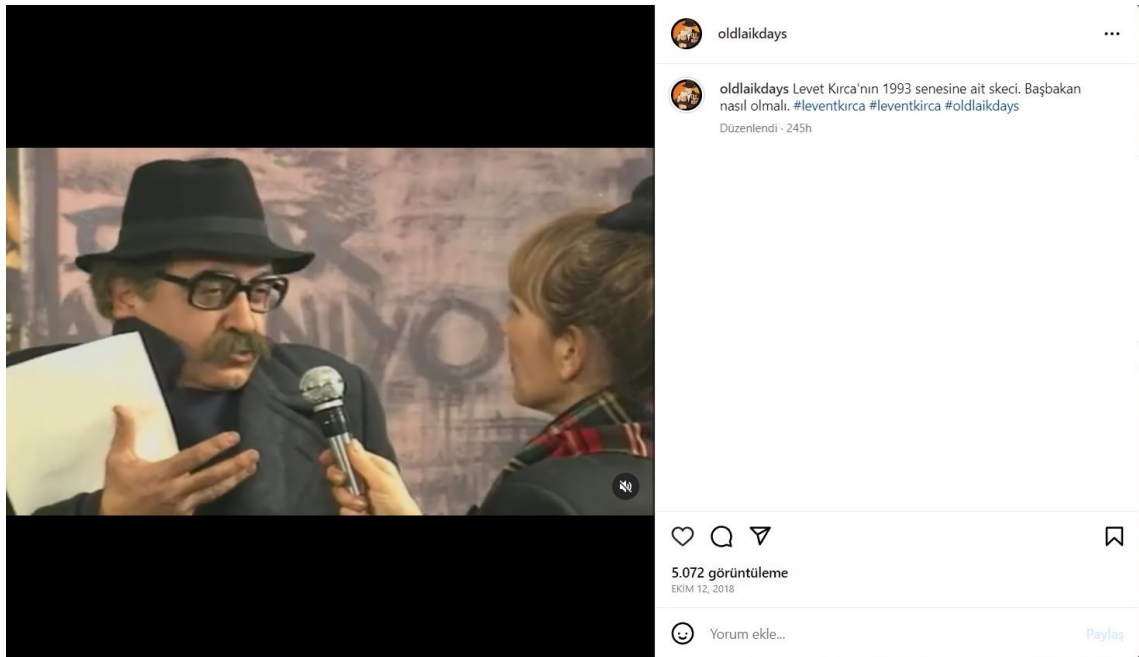 oldlaikdays
oldlaikdays Levet Kırca'nın 1993 senesine ait skeci. Başbakan
nasıl olmalı. #leventkırca #leventkirca #oldlaikdays
Düzenlendi · 245h
5.072 görüntüleme
EKİM 12, 2018
Yorum ekle...
Paylaş